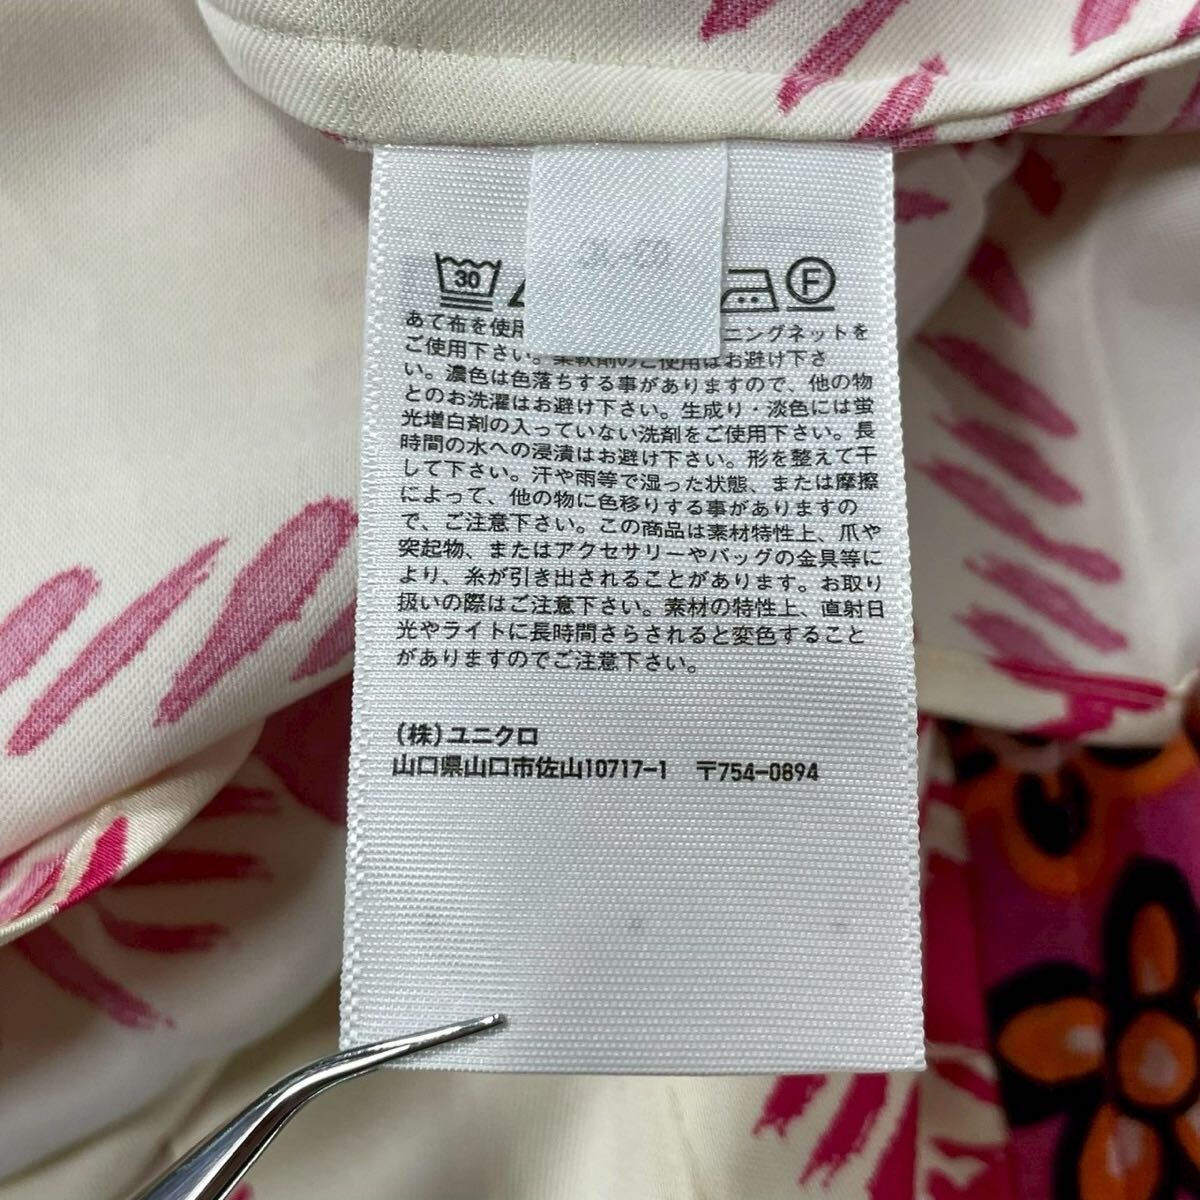 30
F
あて布を使用 ニングネットを
ご使用下さい。柔軟剤のご使用はお避け下さ
い。濃色は色落ちする事がありますので、他の物
とのお洗濯はお避け下さい。生成り・淡色には蛍
光増白剤の入っていない洗剤をご使用下さい。長
時間の水への浸漬はお避け下さい。形を整えて干
して下さい。汗や雨等で湿った状態、または摩擦
によって、他の物に色移りする事がありますの
で、ご注意下さい。この商品は素材特性上、爪や
突起物、またはアクセサリーやバッグの金具等に
より、糸が引き出されることがあります。お取り
扱いの際はご注意下さい。素材の特性上、直射日
光やライトに長時間さらされると変色すること
がありますのでご注意下さい。
(株)ユニクロ
山口県山口市佐山10717-1 〒754-0894